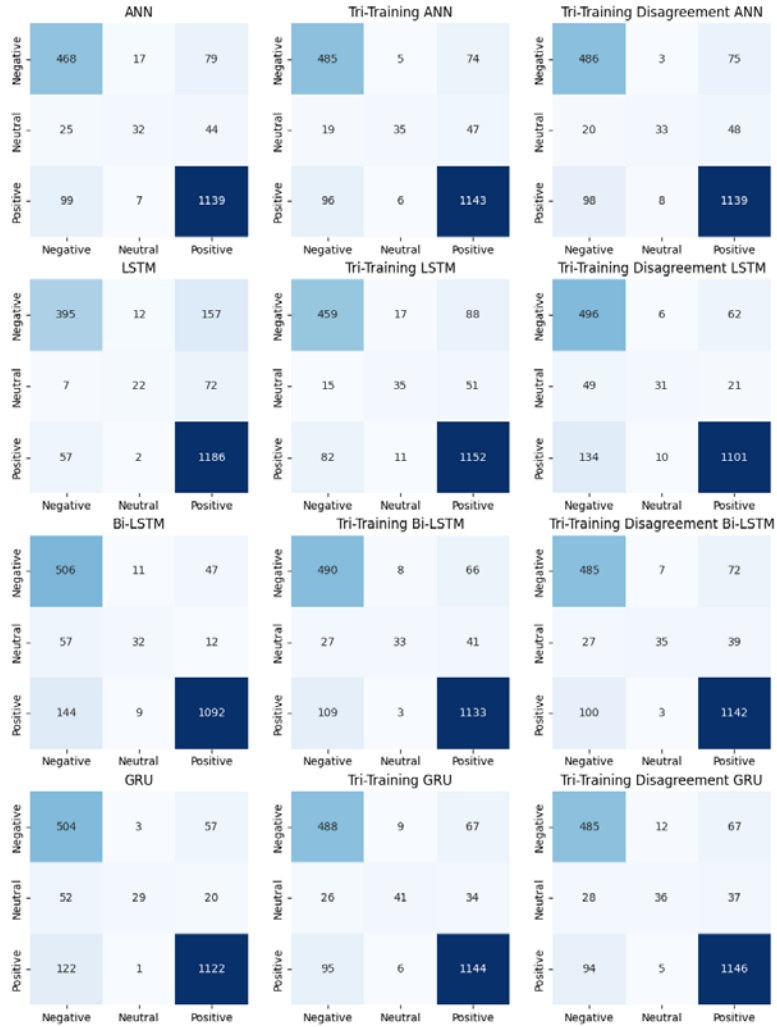 ANN
Negative 468 17 79
Neutral 25 32 44
Positive 99 7 1139
Negative Neutral Positive
Tri-Training ANN
Negative 485 5 74
Neutral 19 35 47
Positive 96 6 1143
Negative Neutral Positive
Tri-Training Disagreement ANN
Negative 486 3 75
Neutral 20 33 48
Positive 98 8 1139
Negative Neutral Positive
LSTM
Negative 395 12 157
Neutral 7 22 72
Positive 57 2 1186
Negative Neutral Positive
Tri-Training LSTM
Negative 459 17 88
Neutral 15 35 51
Positive 82 11 1152
Negative Neutral Positive
Tri-Training Disagreement LSTM
Negative 496 6 62
Neutral 49 31 21
Positive 134 10 1101
Negative Neutral Positive
Bi-LSTM
Negative 506 11 47
Neutral 57 32 12
Positive 144 9 1092
Negative Neutral Positive
Tri-Training Bi-LSTM
Negative 490 8 66
Neutral 27 33 41
Positive 109 3 1133
Negative Neutral Positive
Tri-Training Disagreement Bi-LSTM
Negative 485 7 72
Neutral 27 35 39
Positive 100 3 1142
Negative Neutral Positive
GRU
Negative 504 3 57
Neutral 52 29 20
Positive 122 1 1122
Negative Neutral Positive
Tri-Training GRU
Negative 488 9 67
Neutral 26 41 34
Positive 95 6 1144
Negative Neutral Positive
Tri-Training Disagreement GRU
Negative 485 12 67
Neutral 28 36 37
Positive 94 5 1146
Negative Neutral Positive